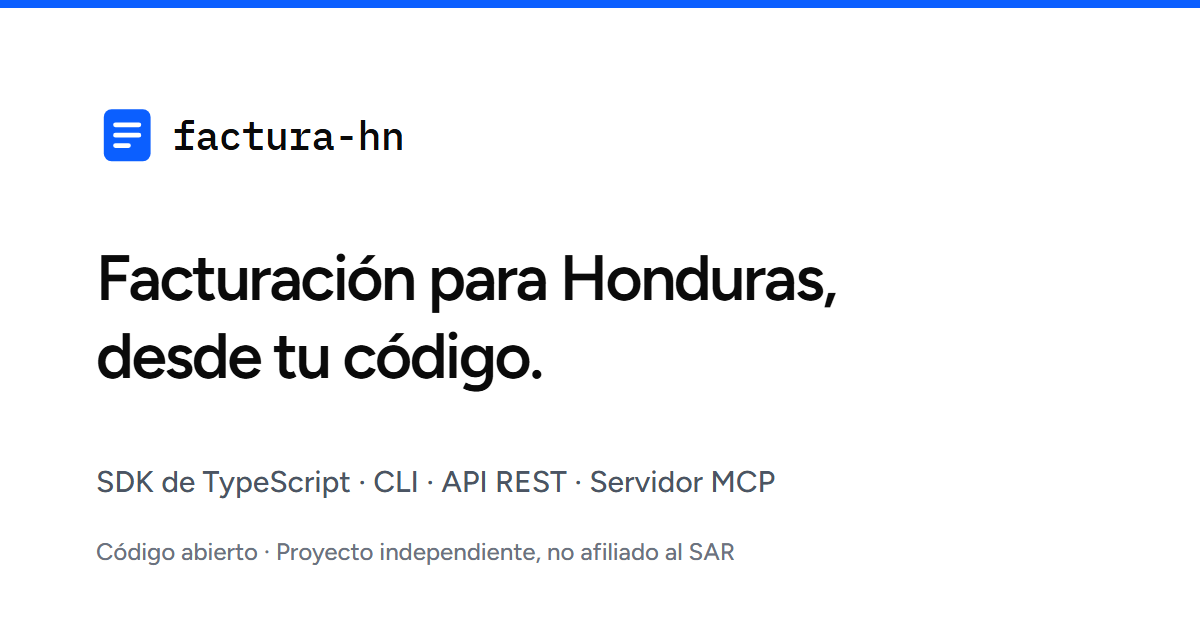 factura-hn
Facturación para Honduras,
desde tu código.
SDK de TypeScript · CLI · API REST · Servidor MCP
Código abierto · Proyecto independiente, no afiliado al SAR